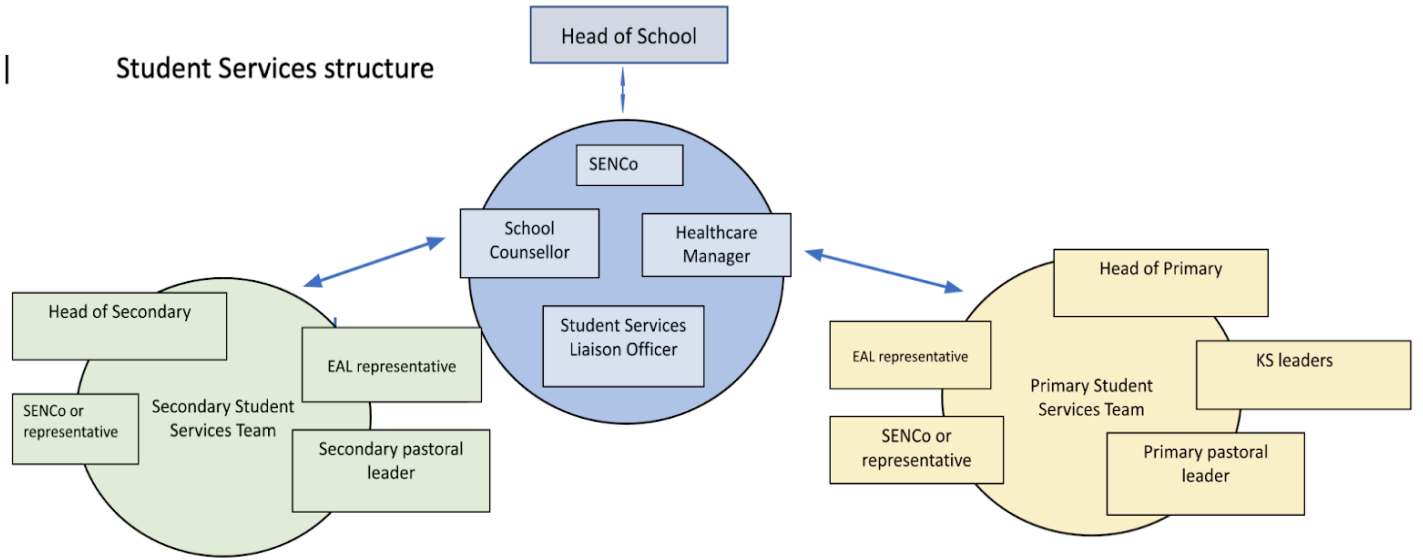 Head of School
Student Services structure
SENCo
School
Counsellor
Healthcare
Manager
Student Services
Liaison Officer
Head of Secondary
EAL representative
SENCo or
representative
Secondary Student
Services Team
Secondary pastoral
leader
Head of Primary
EAL representative
KS leaders
Primary Student
Services Team
SENCo or
representative
Primary pastoral
leader